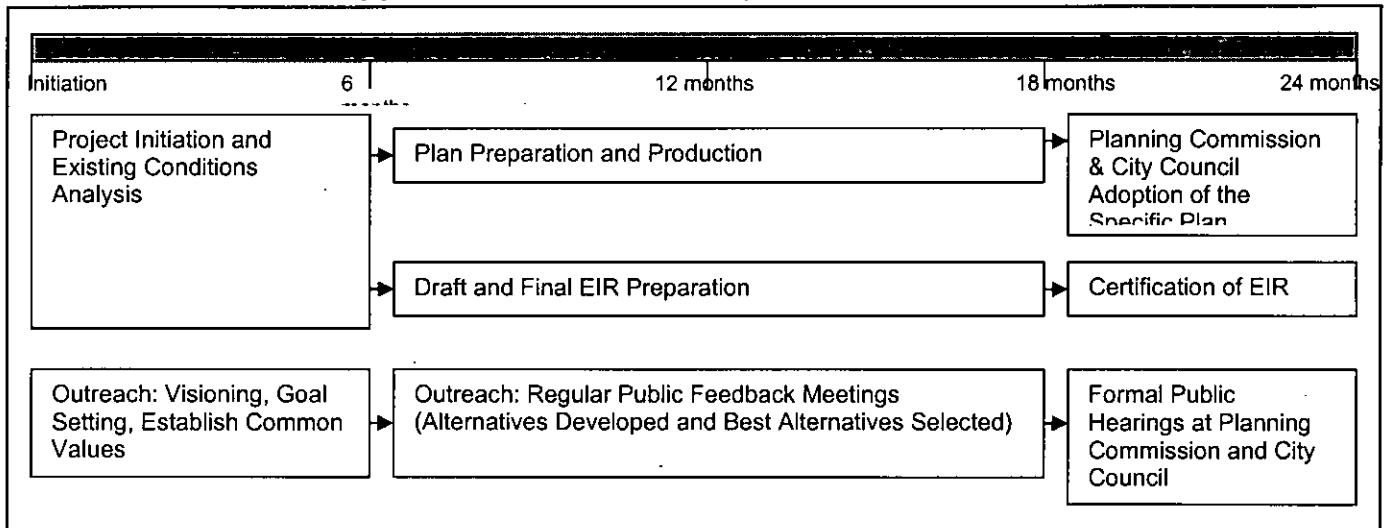 Initiation 6 12 months 18 months 24 months
months
Project Initiation and
Existing Conditions
Analysis
Plan Preparation and Production
Planning Commission
& City Council
Adoption of the
Specific Plan
Draft and Final EIR Preparation
Certification of EIR
Outreach: Visioning, Goal
Setting, Establish Common
Values
Outreach: Regular Public Feedback Meetings
(Alternatives Developed and Best Alternatives Selected)
Formal Public
Hearings at Planning
Commission and City
Council